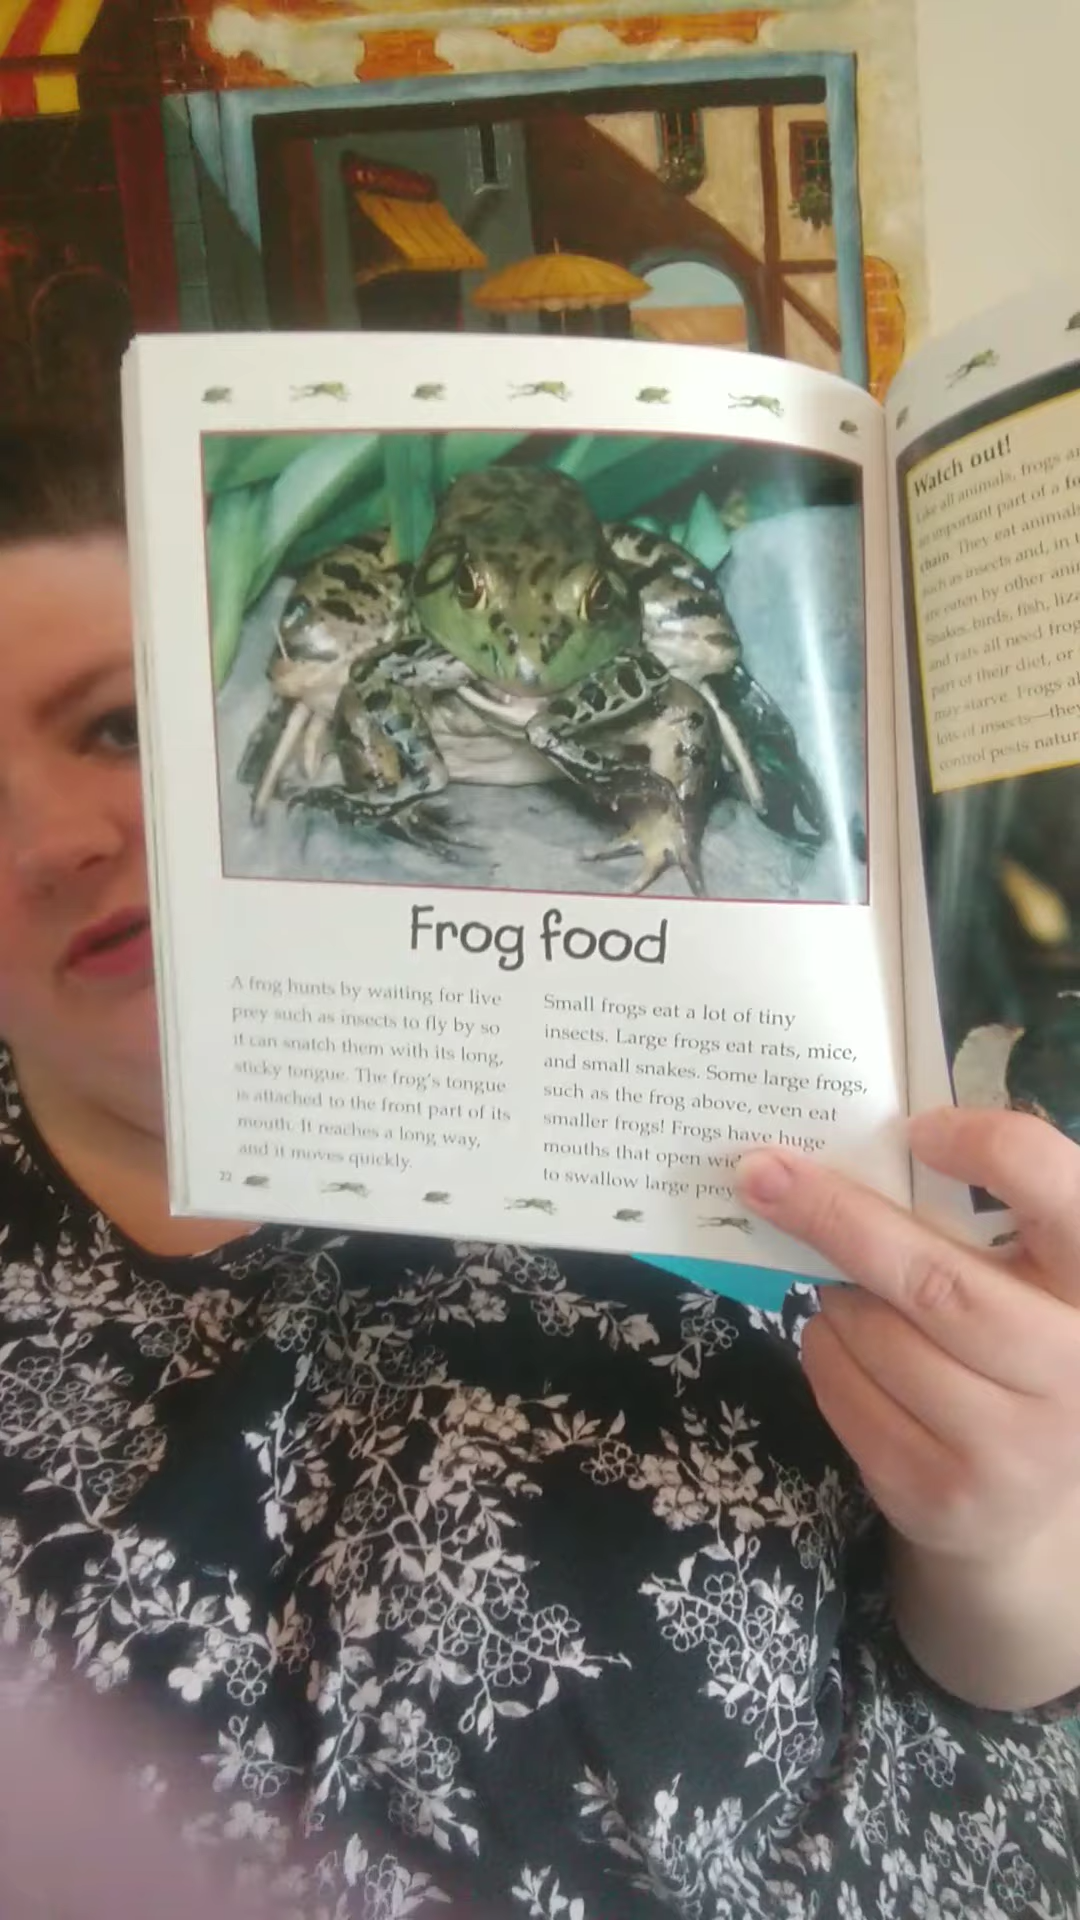 Frog food
A frog hunts by waiting for live
prey such as insects to fly by so
it can snatch them with its long,
sticky tongue. The frog's tongue
is attached to the front part of its
mouth. It reaches a long way,
and it moves quickly.
Small frogs eat a lot of tiny
insects. Large frogs eat rats, mice,
and small snakes. Some large frogs,
such as the frog above, even eat
smaller frogs! Frogs have huge
mouths that open
to swallow large prey
22
Watch out!
Like all animals, frogs
an important part of a
chain. They eat animals
such as insects and, in
are eaten by other
Snakes, birds, fish,
and rats all need
part of their diet, or
may starve. Frogs
lots of insects—they
control pests